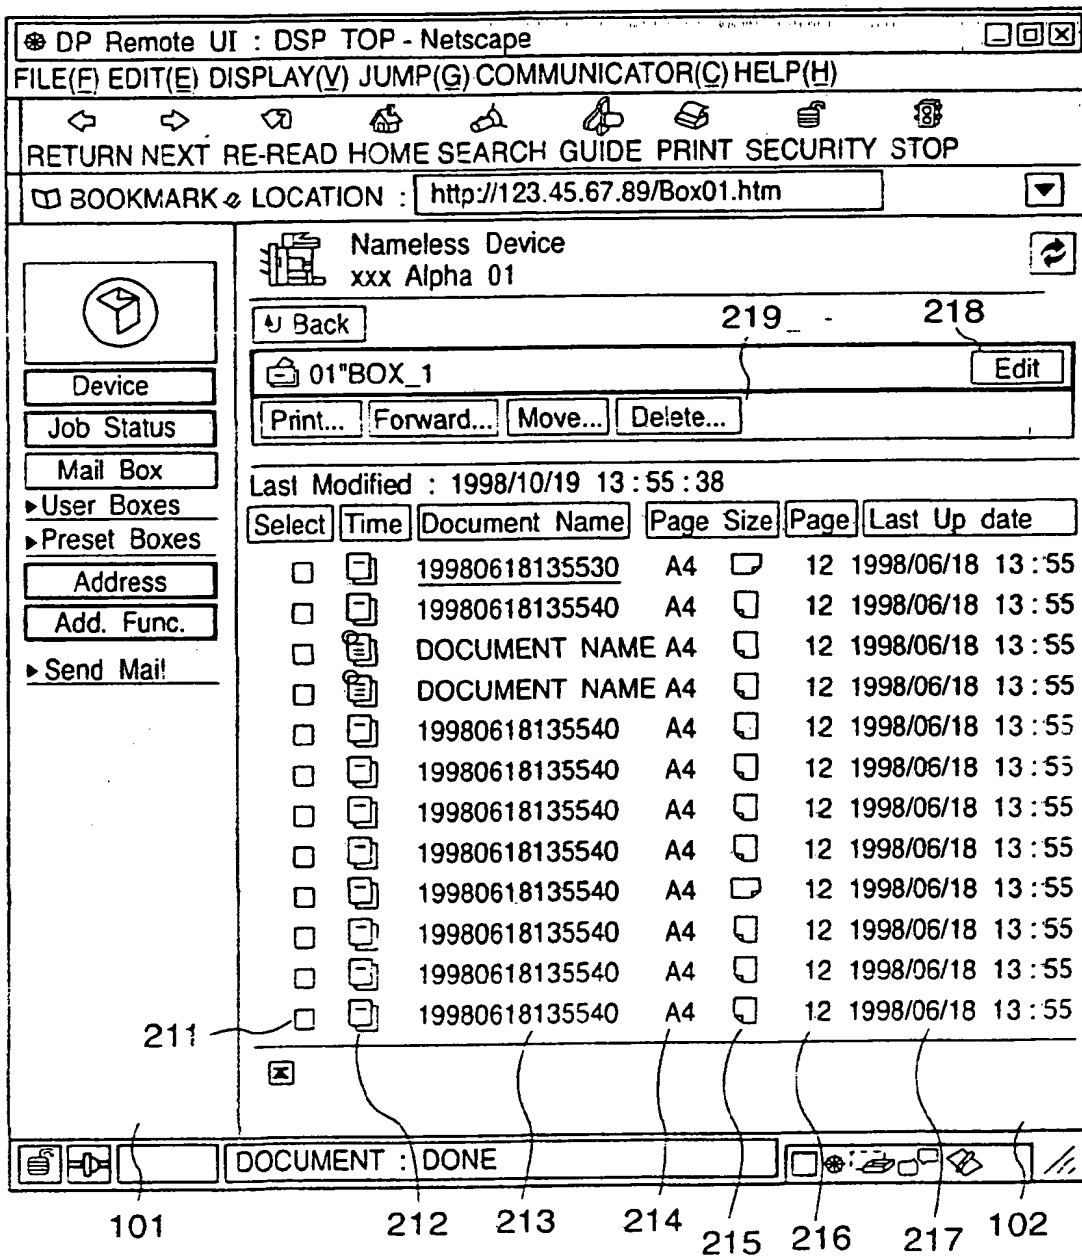 DP Remote UI : DSP TOP - Netscape
FILE(F) EDIT(E) DISPLAY(V) JUMP(G) COMMUNICATOR(C) HELP(H)
RETURN NEXT RE-READ HOME SEARCH GUIDE PRINT SECURITY STOP
BOOKMARK LOCATION : http://123.45.67.89/Box01.htm
Nameless Device
xxx Alpha 01
Back
219
218
01"BOX_1
Edit
Print... Forward... Move... Delete...
Device
Job Status
Mail Box
User Boxes
Preset Boxes
Address
Add. Func.
Send Mail
Last Modified : 1998/10/19 13:55:38
Select Time Document Name Page Size Page Last Up date
19980618135530 A4 12 1998/06/18 13:55
19980618135540 A4 12 1998/06/18 13:55
DOCUMENT NAME A4 12 1998/06/18 13:55
DOCUMENT NAME A4 12 1998/06/18 13:55
19980618135540 A4 12 1998/06/18 13:55
19980618135540 A4 12 1998/06/18 13:55
19980618135540 A4 12 1998/06/18 13:55
19980618135540 A4 12 1998/06/18 13:55
19980618135540 A4 12 1998/06/18 13:55
19980618135540 A4 12 1998/06/18 13:55
19980618135540 A4 12 1998/06/18 13:55
19980618135540 A4 12 1998/06/18 13:55
211
DOCUMENT : DONE
101 212 213 214 215 216 217 102